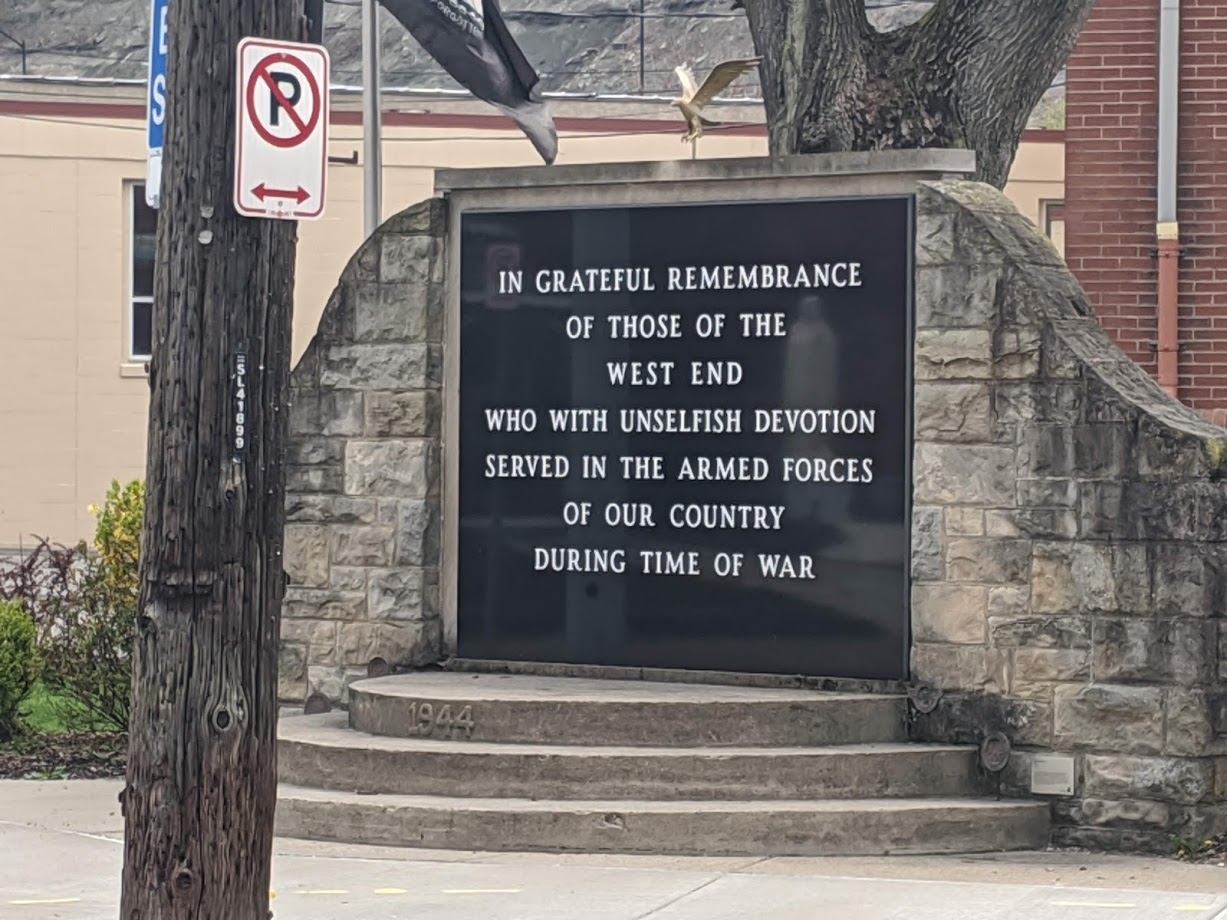 E
S
P
SL41899
IN GRATEFUL REMEMBRANCE
OF THOSE OF THE
WEST END
WHO WITH UNSELFISH DEVOTION
SERVED IN THE ARMED FORCES
OF OUR COUNTRY
DURING TIME OF WAR
1944